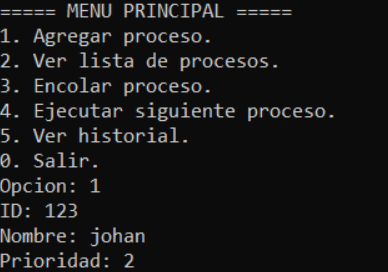 ===== MENU PRINCIPAL =====
1. Agregar proceso.
2. Ver lista de procesos.
3. Encolar proceso.
4. Ejecutar siguiente proceso.
5. Ver historial.
0. Salir.
Opcion: 1
ID: 123
Nombre: johan
Prioridad: 2